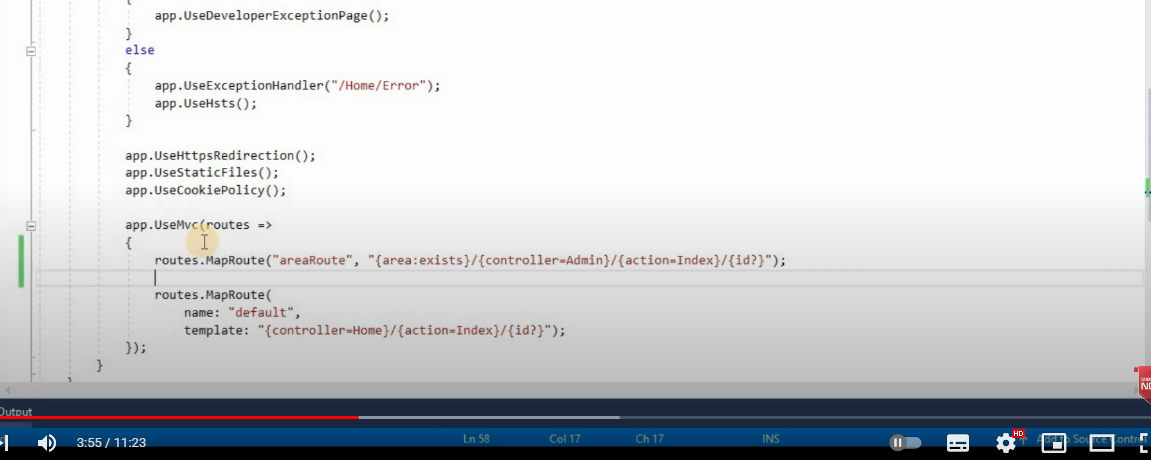 {
app.UseDeveloperExceptionPage();
}
else
{
app.UseExceptionHandler("/Home/Error");
app.UseHsts();
}
app.UseHttpsRedirection();
app.UseStaticFiles();
app.UseCookiePolicy();
app.UseMvc(routes =>
{
routes.MapRoute("areaRoute", "{area:exists}/{controller=Admin}/{action=Index}/{id?}");
routes.MapRoute(
name: "default",
template: "{controller=Home}/{action=Index}/{id?}");
});
}
Output
3:55 / 11:23
Ln 58 Col 17 Ch 17 INS HD Add to Source Control